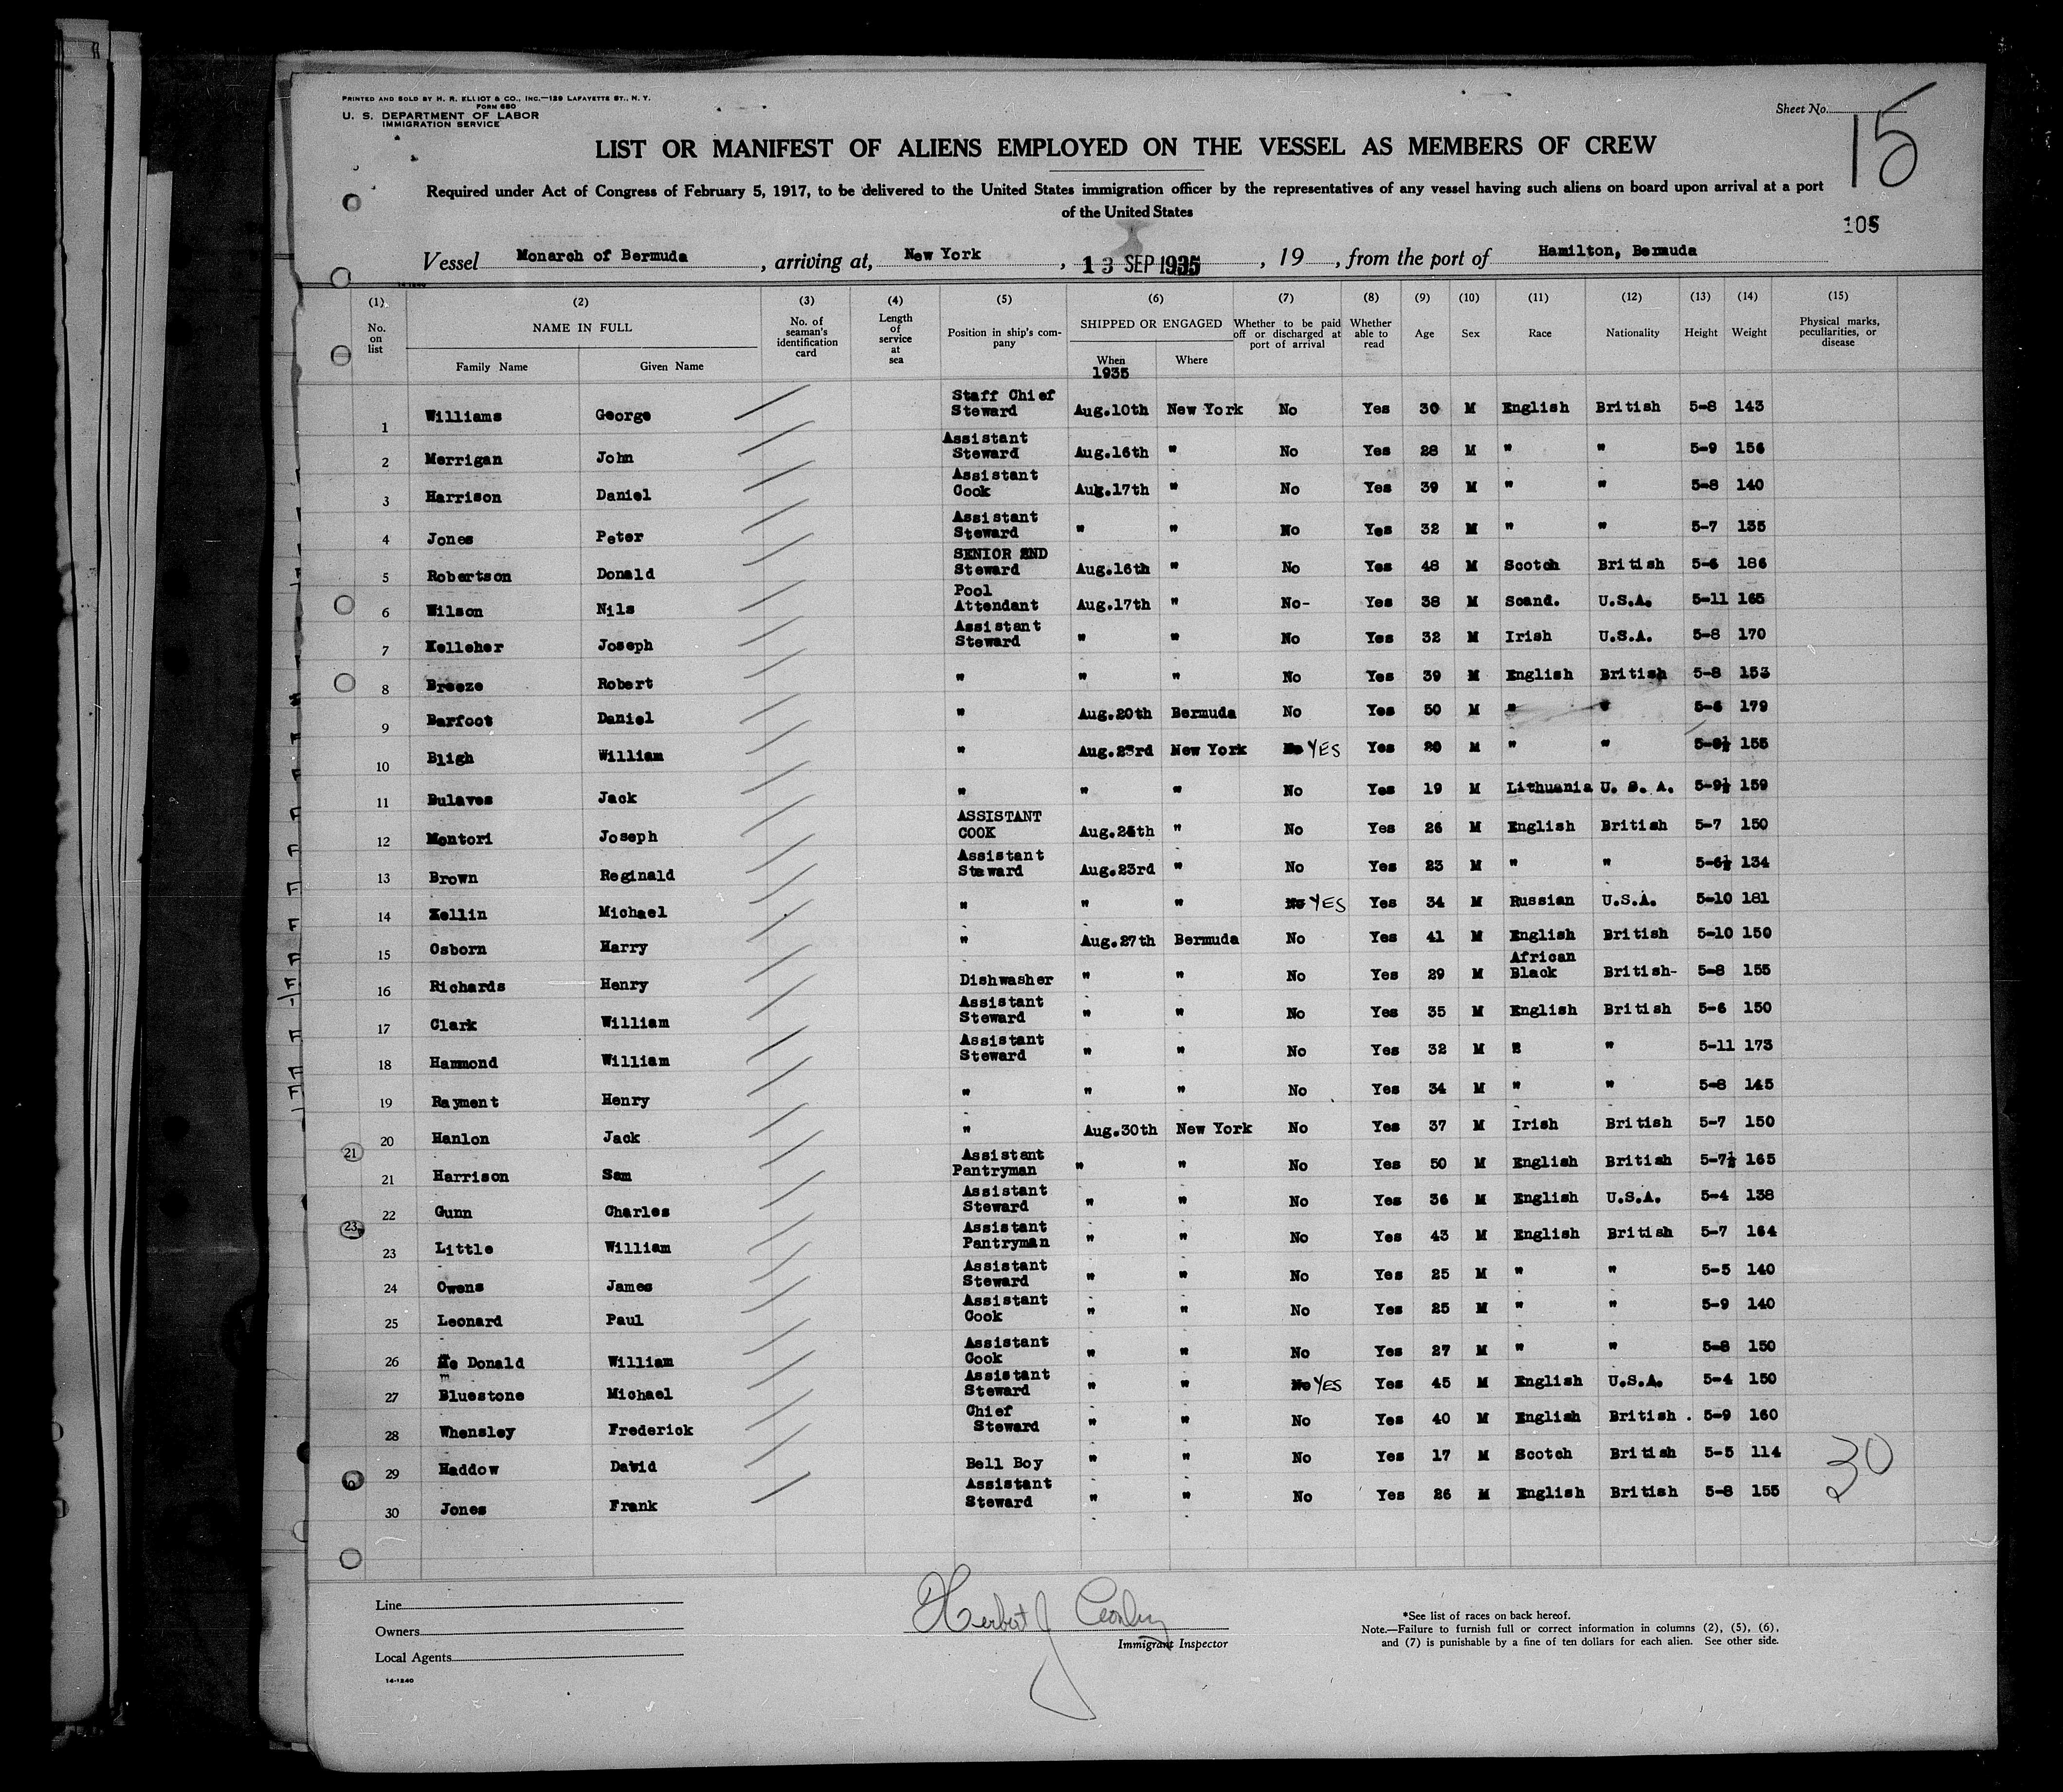 PRINTED AND SOLD BY H. R. ELLIOT & CO., INC.—129 LAFAYETTE ST., N. Y.
FORM 680
U. S. DEPARTMENT OF LABOR
IMMIGRATION SERVICE
Sheet No.
15
LIST OR MANIFEST OF ALIENS EMPLOYED ON THE VESSEL AS MEMBERS OF CREW
Required under Act of Congress of February 5, 1917, to be delivered to the United States immigration officer by the representatives of any vessel having such aliens on board upon arrival at a port
of the United States
105
Vessel Monarch of Bermuda, arriving at, New York, 13 SEP 1935, 19, from the port of Hamilton, Bermuda
14-1240
(1) (2) (3) (4) (5) (6) (7) (8) (9) (10) (11) (12) (13) (14) (15)
No. on list NAME IN FULL Family Name Given Name No. of seaman's identification card Length of service at sea Position in ship's company SHIPPED OR ENGAGED When 1935 Where Whether to be paid off or discharged at port of arrival Whether able to read Age Sex Race Nationality Height Weight Physical marks, peculiarities, or disease
1 Williams George Staff Chief Steward Aug.10th New York No Yes 30 M English British 5-8 143
2 Merrigan John Assistant Steward Aug.16th " No Yes 28 M " " 5-9 156
3 Harrison Daniel Assistant Cook Aug.17th " No Yes 39 M " " 5-8 140
4 Jones Peter Assistant Steward " " No Yes 32 M " " 5-7 135
5 Robertson Donald SENIOR 2ND Steward Aug.16th " No Yes 48 M Scotch British 5-6 186
6 Wilson Nils Pool Attendant Aug.17th " No- Yes 38 M Scand. U.S.A. 5-11 165
7 Kelleher Joseph Assistant Steward " " No Yes 32 M Irish U.S.A. 5-8 170
8 Breeze Robert " " " No Yes 39 M English British 5-8 153
9 Barfoot Daniel " Aug.20th Bermuda No Yes 50 M " " 5-6 179
10 Bligh William " Aug.23rd New York No YES Yes 20 M " " 155
11 Bulaves Jack " " " No Yes 19 M Lithuania U. S. A. 5-9½ 159
12 Montori Joseph ASSISTANT COOK " No Yes 26 M English British 5-7 150
13 Brown Reginald Assistant Steward Aug.23rd " No Yes 23 M " " 5-6½ 134
14 Kellin Michael " " " No YES Yes 34 M Russian U.S.A. 5-10 181
15 Osborn Harry " Aug.27th Bermuda No Yes 41 M English British 5-10 150
16 Richards Henry Dishwasher " " No Yes 29 M African Black British- 5-8 155
17 Clark William Assistant Steward " " No Yes 35 M English British 5-6 150
18 Hammond William Assistant Steward " " No Yes 32 M " " 5-11 173
19 Rayment Henry " " " No Yes 34 M " " 5-8 145
20 Hanlon Jack " Aug.30th New York No Yes 37 M Irish British 5-7 150
21 21 Harrison Sam Assistant Pantryman " " No Yes 50 M English British 5-7½ 165
22 Gunn Charles Assistant Steward " " No Yes 36 M English U.S.A. 5-4 138
23 23 Little William Assistant Pantryman " " No Yes 43 M English British 5-7 164
24 Owens James Assistant Steward " " No Yes 25 M " " 5-5 140
25 Leonard Paul Assistant Cook " " No Yes 25 M " " 5-9 140
26 Mc Donald William Assistant Cook " " No Yes 27 M " " 5-8 150
27 Bluestone Michael Assistant Steward " " No YES Yes 45 M English U.S.A. 5-4 150
28 Whensley Frederick Chief Steward " " No Yes 40 M English British . 5-9 160
29 Haddow David Bell Boy " " No Yes 17 M Scotch British 5-5 114
30 Jones Frank Assistant Steward " " No Yes 26 M English British 5-8 155
30
Line
Owners
Local Agents
14-1240
Herbert J
Immigrant Inspector
*See list of races on back hereof.
Note.—Failure to furnish full or correct information in columns (2), (5), (6),
and (7) is punishable by a fine of ten dollars for each alien. See other side.